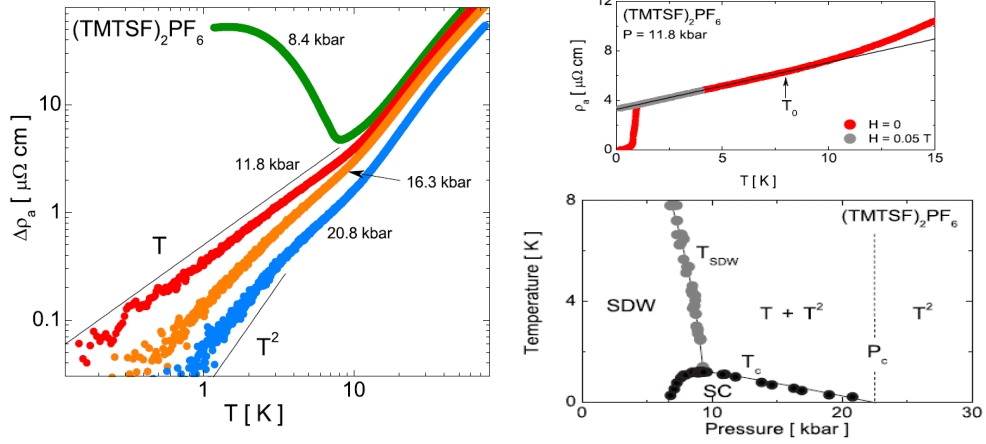 (TMTSF)₂PF₆
8.4 kbar
11.8 kbar
16.3 kbar
20.8 kbar
T
T²
10
1
0.1
Δρₐ [ μΩ cm ]
1
10
T [ K ]
(TMTSF)₂PF₆
P = 11.8 kbar
12
8
4
0
ρₐ [ μΩ cm ]
T₀
H = 0
H = 0.05 T
0
5
10
15
T [ K ]
(TMTSF)₂PF₆
8
4
0
Temperature [ K ]
T_SDW
SDW
T + T²
T²
P_c
T_c
SC
0
10
20
30
Pressure [ kbar ]